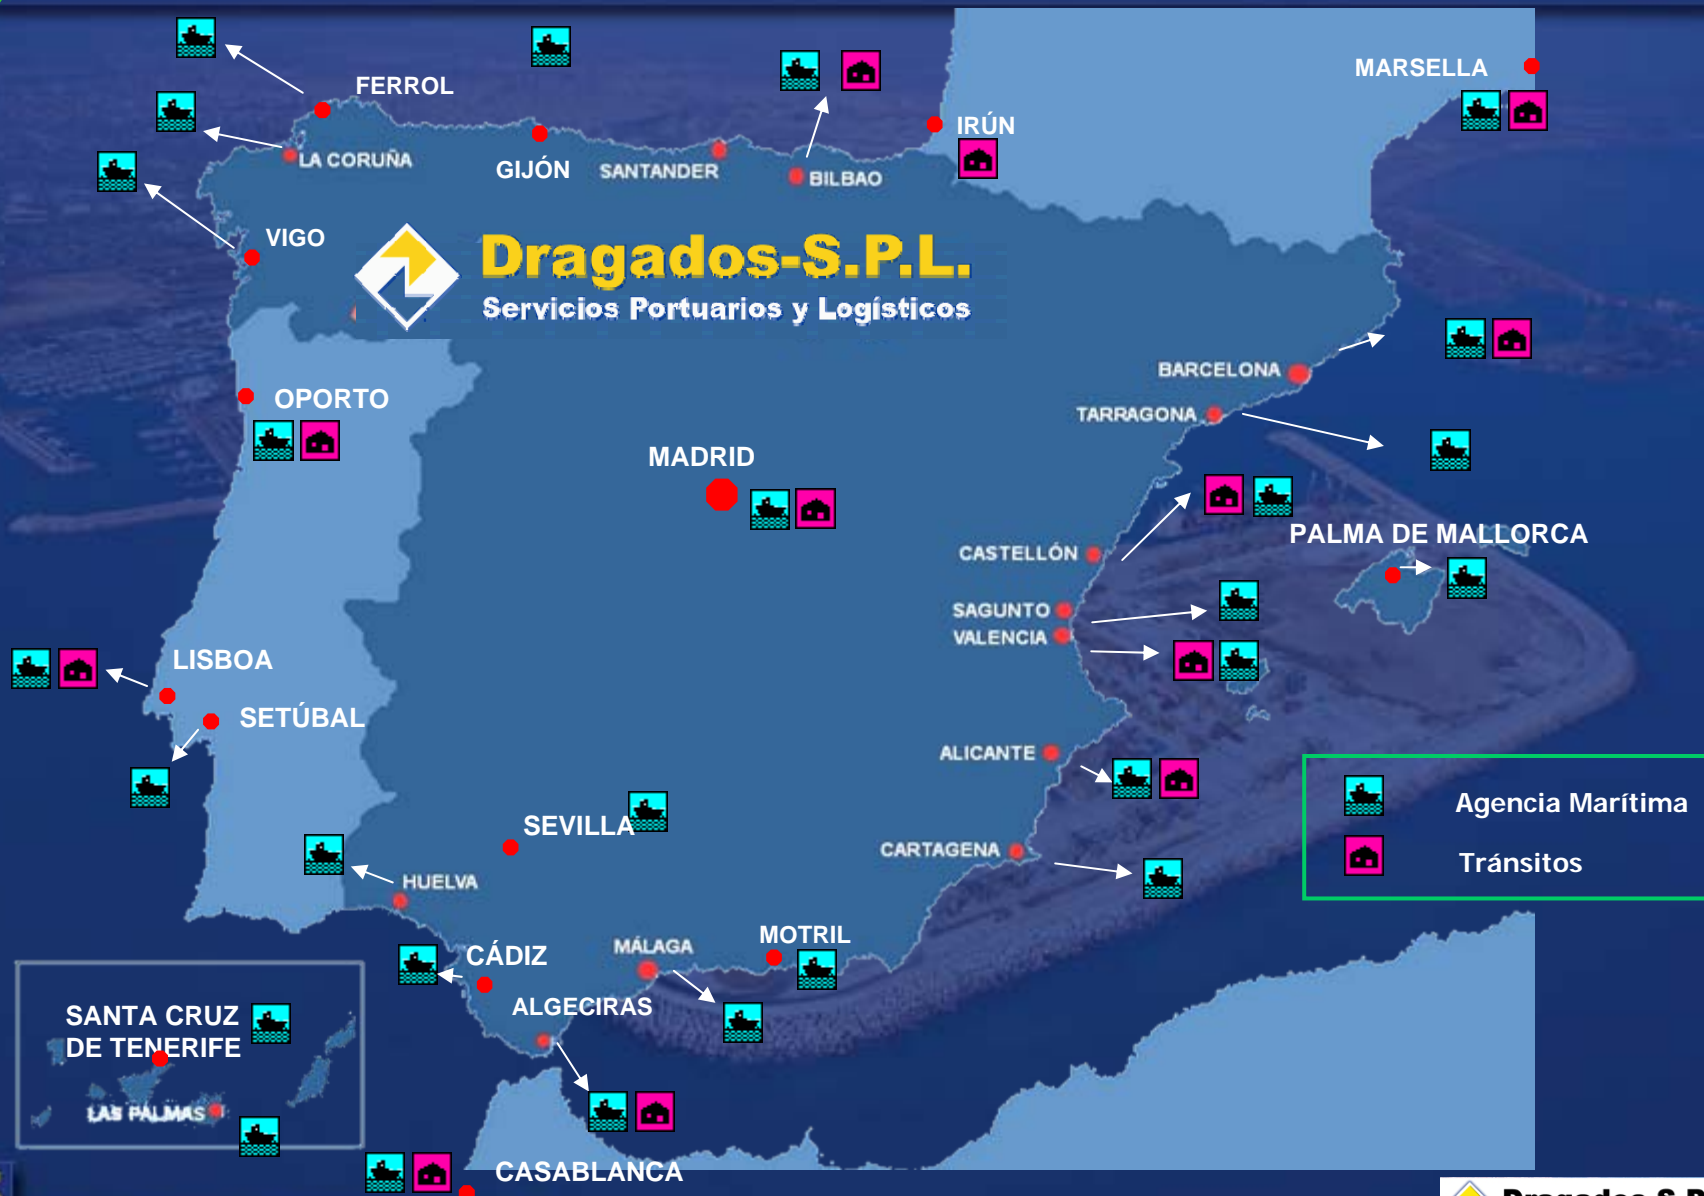 MARSELLA
FERROL
IRÚN
LA CORUÑA
GIJÓN
SANTANDER
BILBAO
VIGO
Dragados-S.P.L.
Servicios Portuarios y Logísticos
BARCELONA
OPORTO
TARRAGONA
MADRID
PALMA DE MALLORCA
CASTELLÓN
SAGUNTO
VALENCIA
LISBOA
SETÚBAL
ALICANTE
Agencia Marítima
SEVILLA
CARTAGENA
Tránsitos
HUELVA
MOTRIL
MÁLAGA
CÁDIZ
ALGECIRAS
SANTA CRUZ
DE TENERIFE
LAS PALMAS
CASABLANCA